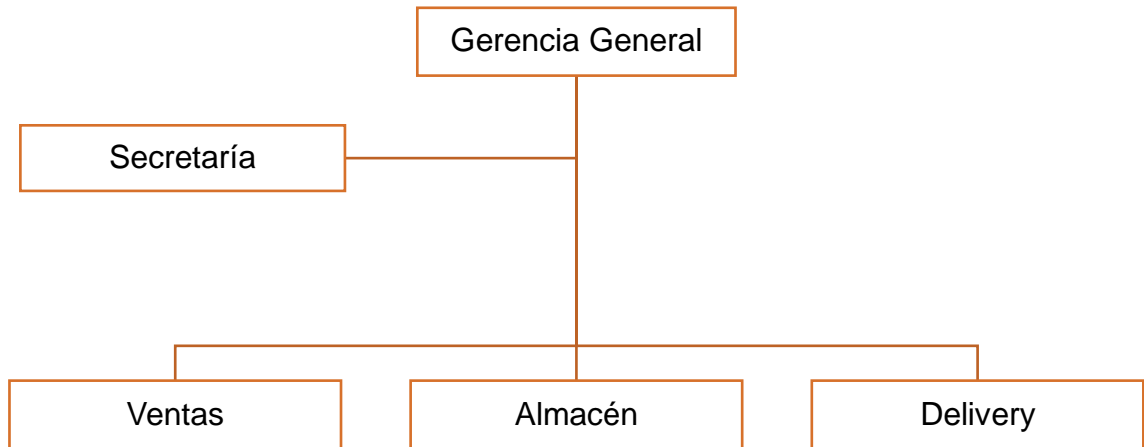 Gerencia General
Secretaría
Ventas
Almacén
Delivery